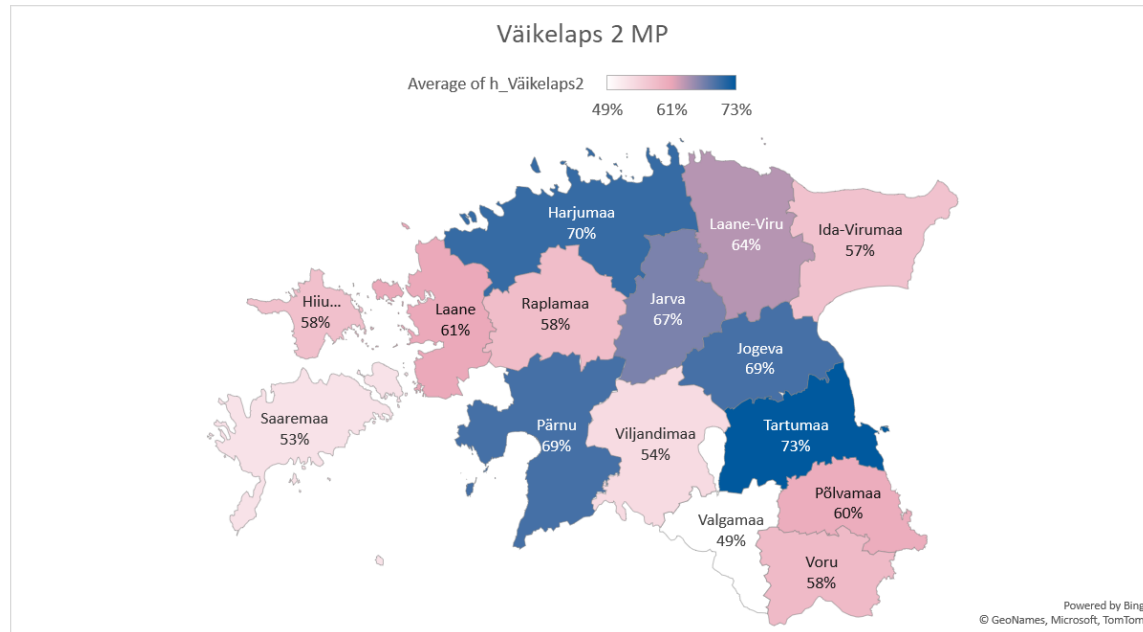 Väikelaps 2 MP
Average of h_Väikelaps2
49% 61% 73%
Harjumaa
70%
Laane-Viru
64%
Ida-Virumaa
57%
Hiiu...
58%
Laane
61%
Raplamaa
58%
Jarva
67%
Jogeva
69%
Saaremaa
53%
Pärnu
69%
Viljandimaa
54%
Tartumaa
73%
Põlvamaa
60%
Valgamaa
49%
Voru
58%
Powered by Bing
© GeoNames, Microsoft, TomTom